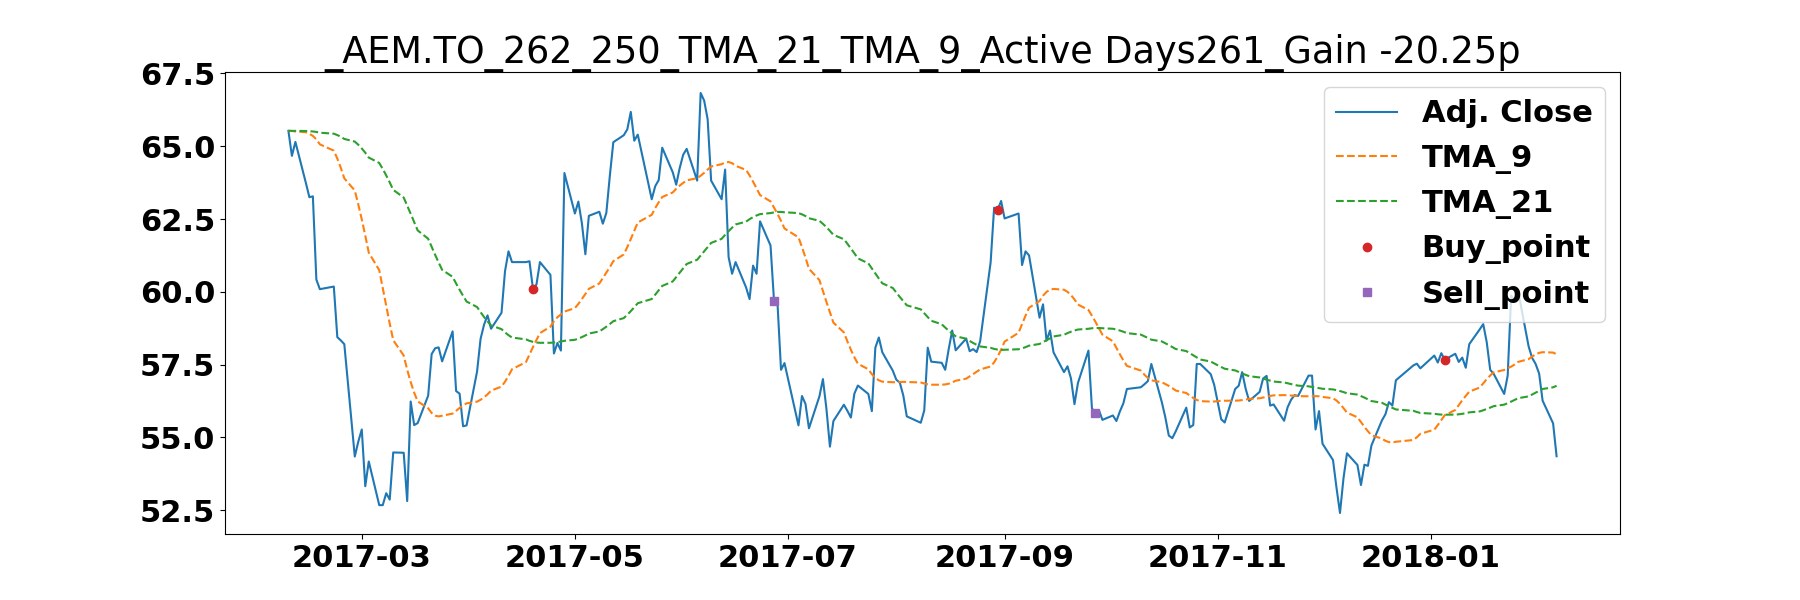 _AEM.TO_262_250_TMA_21_TMA_9_Active Days261_Gain -20.25p
67.5
65.0
62.5
60.0
57.5
55.0
52.5
Adj. Close
TMA_9
TMA_21
Buy_point
Sell_point
2017-03 2017-05 2017-07 2017-09 2017-11 2018-01